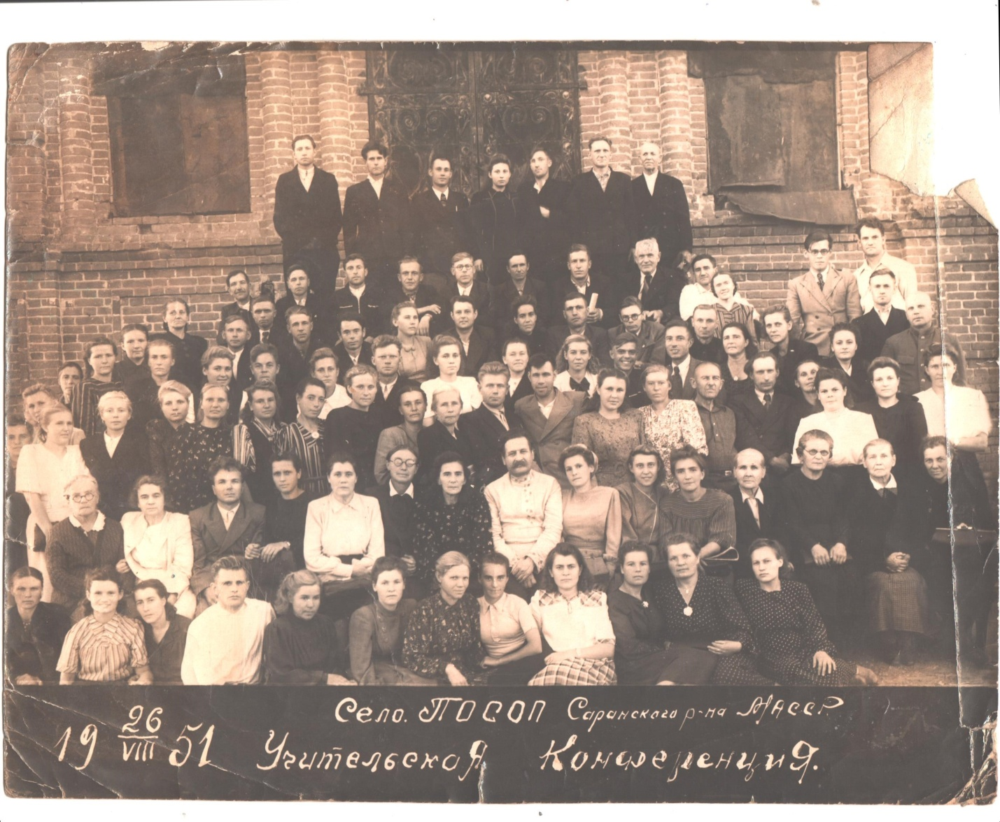 Село. ПОСОП Саранского р-на МАССР
19 26/VIII 51 Учительская Конференция.